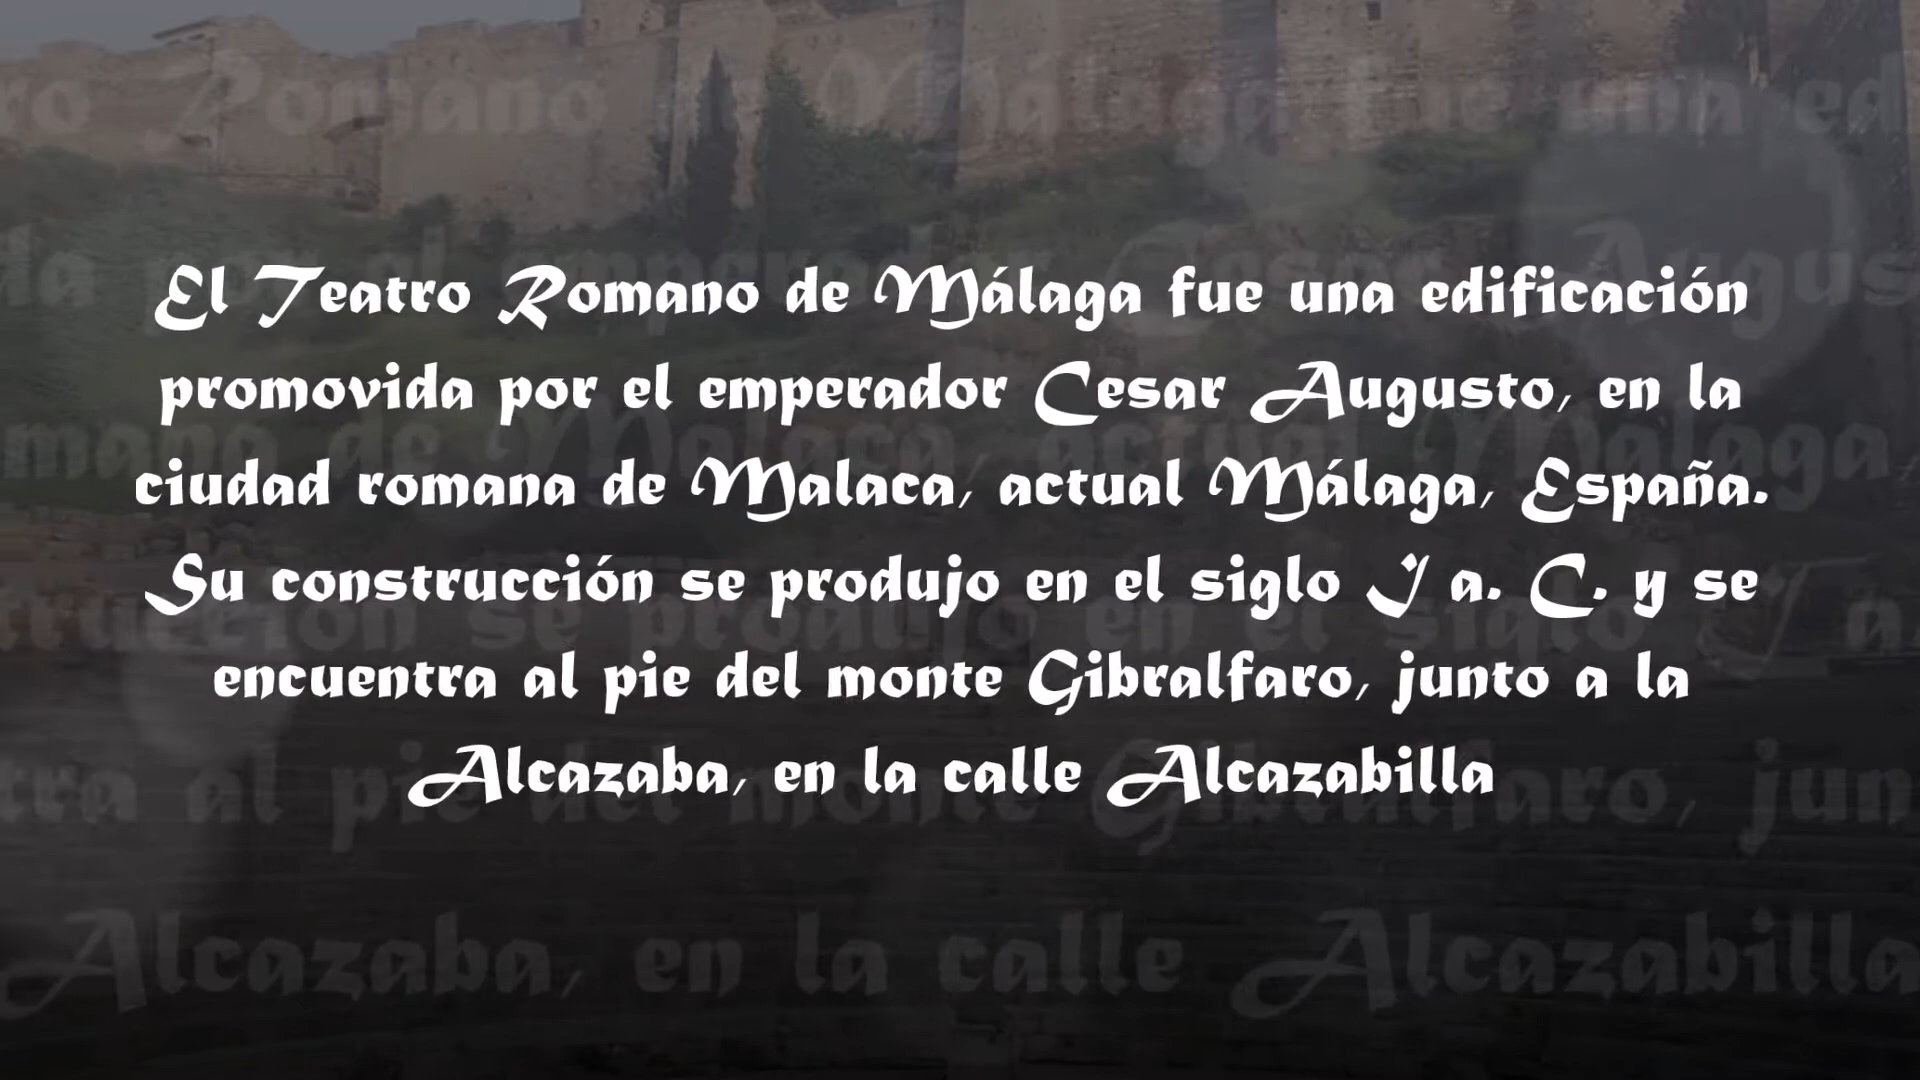 El Teatro Romano de Málaga fue una edificación
promovida por el emperador Cesar Augusto, en la
ciudad romana de Malaca, actual Málaga, España.
Su construcción se produjo en el siglo I a. C. y se
encuentra al pie del monte Gibralfaro, junto a la
Alcazaba, en la calle Alcazabilla